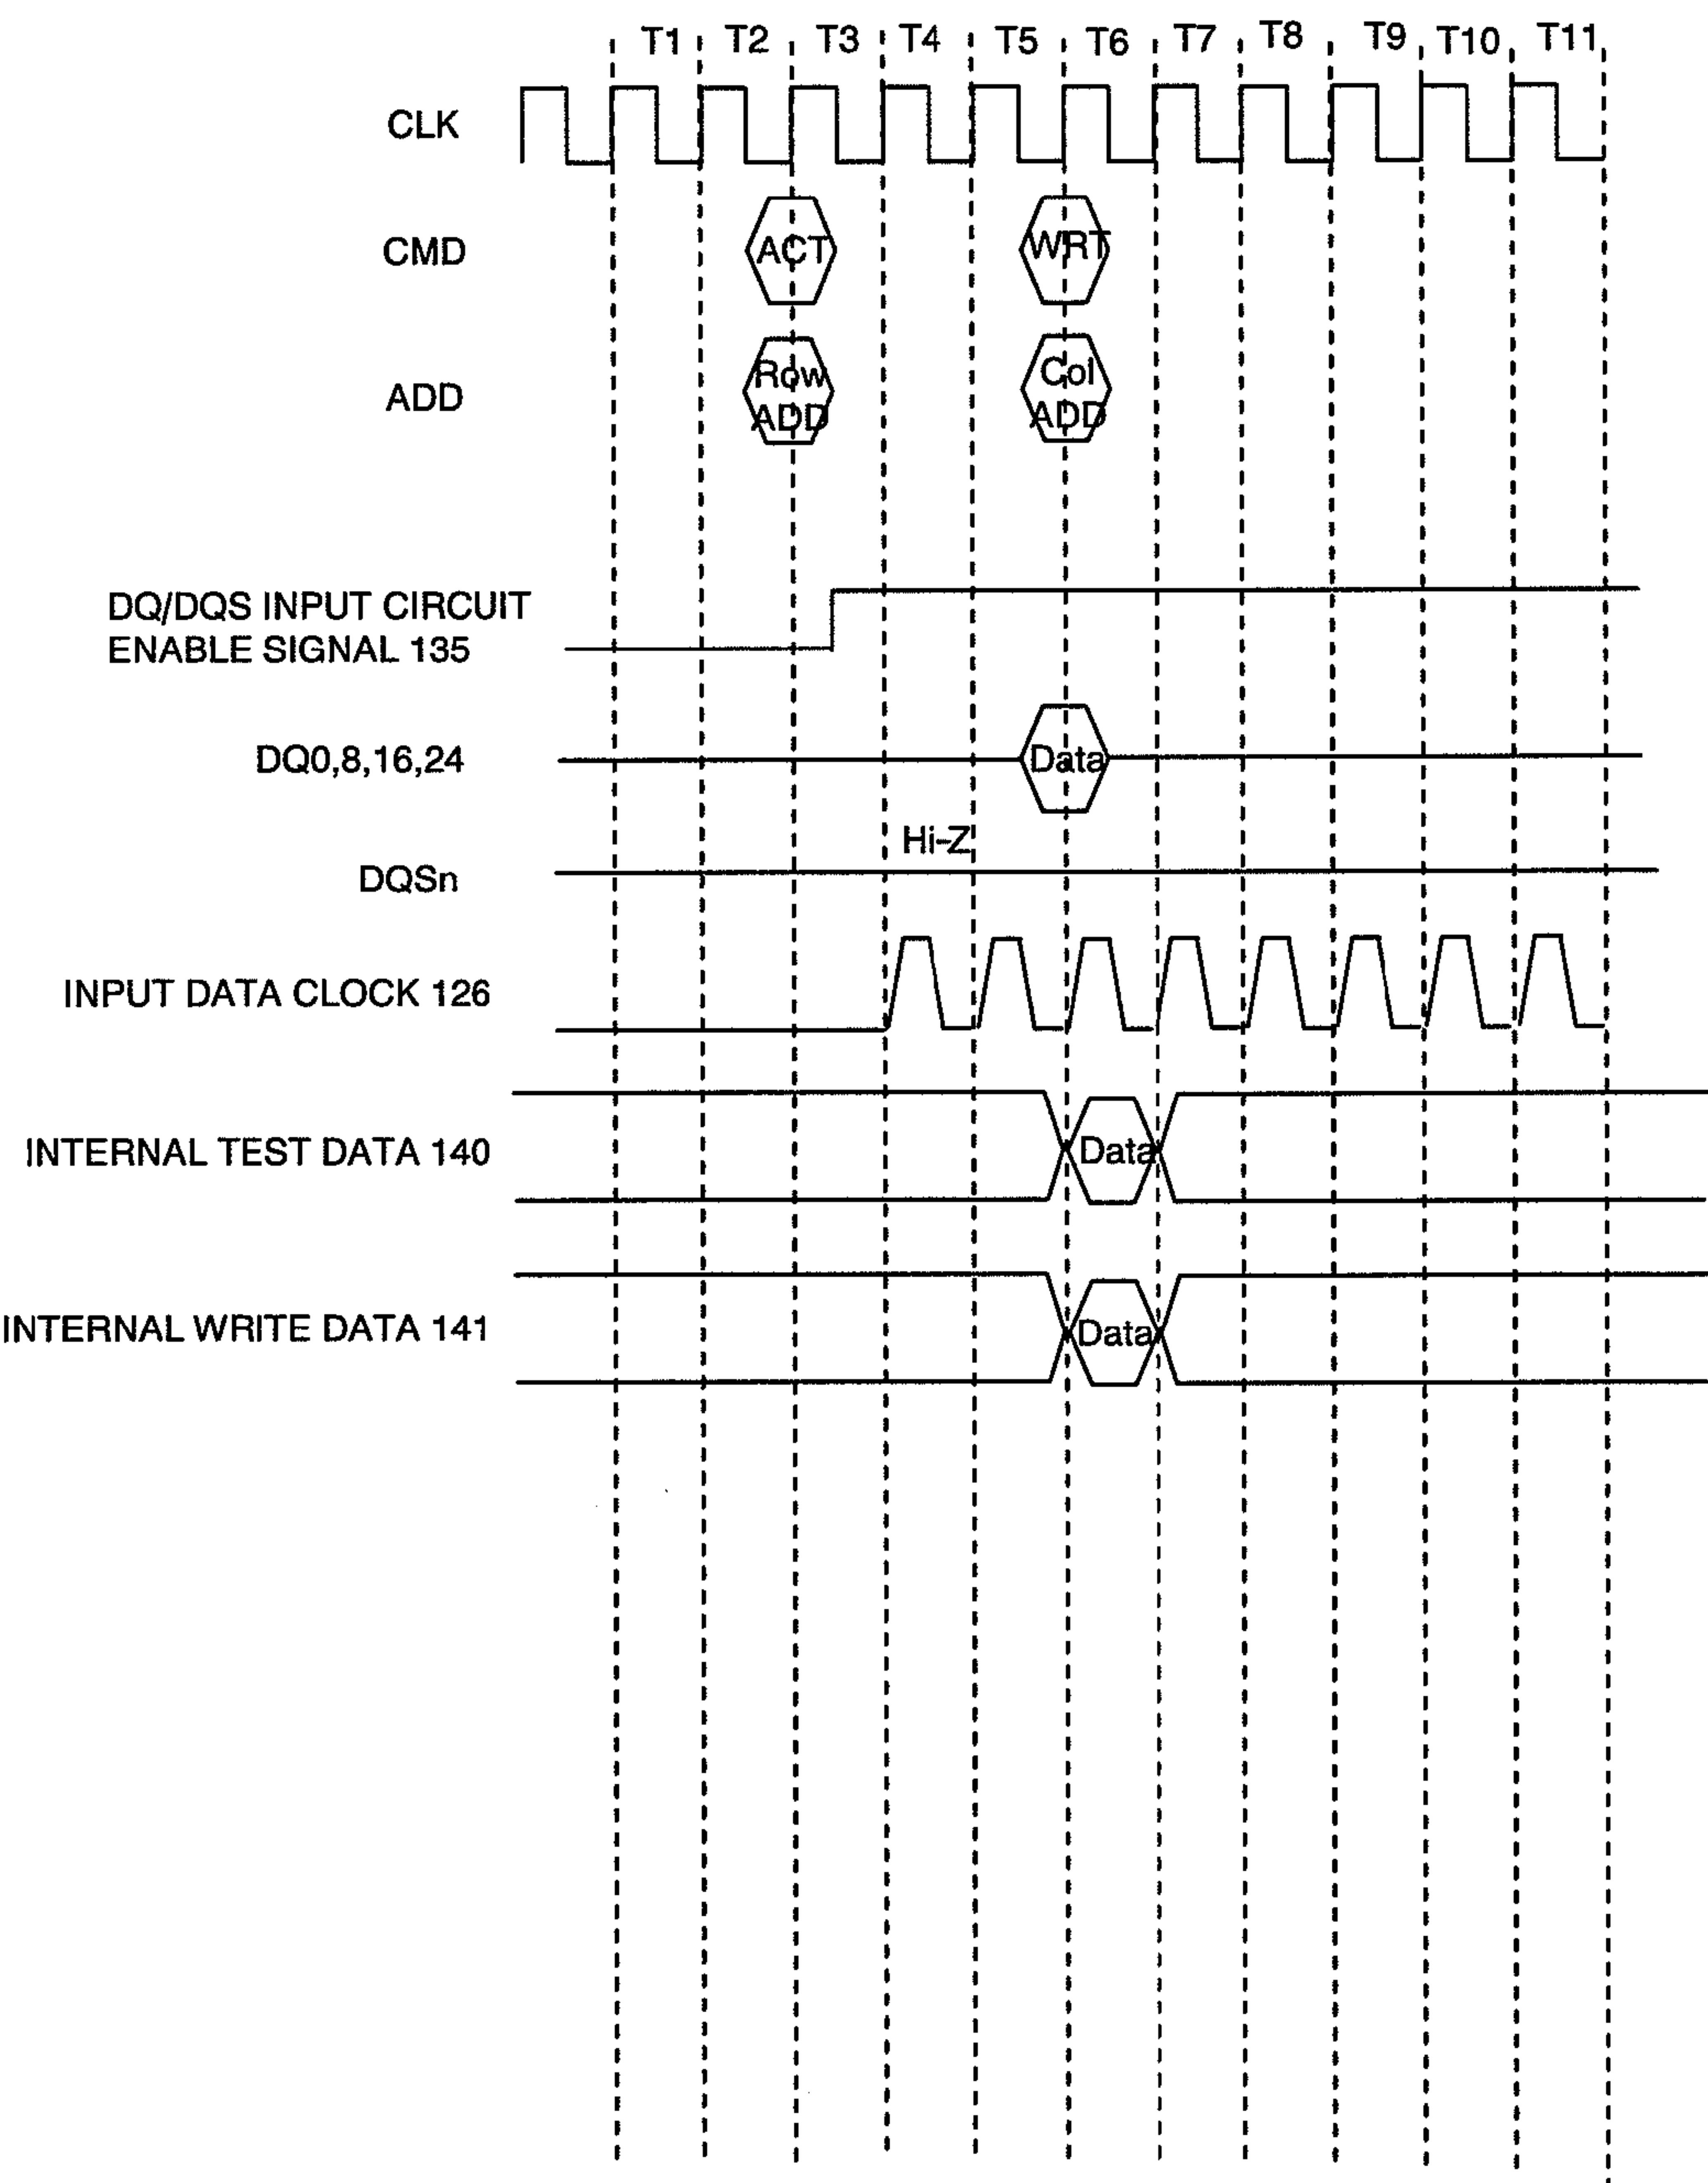 T1 T2 T3 T4 T5 T6 T7 T8 T9 T10 T11
CLK
CMD ACT WRT
ADD Row ADD Col ADD
DQ/DQS INPUT CIRCUIT
ENABLE SIGNAL 135
DQ0,8,16,24 Data
Hi-Z
DQSn
INPUT DATA CLOCK 126
INTERNAL TEST DATA 140 Data
INTERNAL WRITE DATA 141 Data